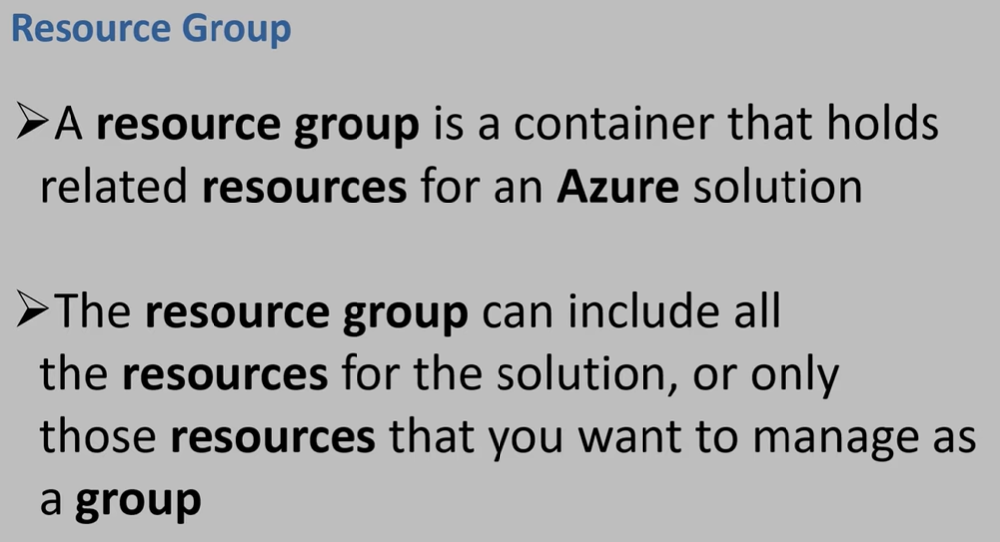 Resource Group
➢A resource group is a container that holds
related resources for an Azure solution
➢The resource group can include all
the resources for the solution, or only
those resources that you want to manage as
a group